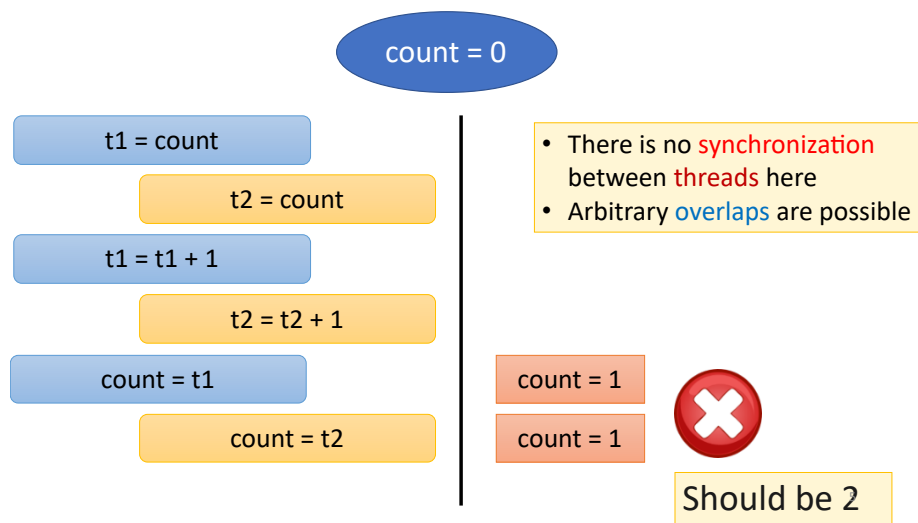 count = 0
t1 = count
t2 = count
t1 = t1 + 1
t2 = t2 + 1
count = t1
count = t2
• There is no synchronization
between threads here
• Arbitrary overlaps are possible
count = 1
count = 1
Should be 2